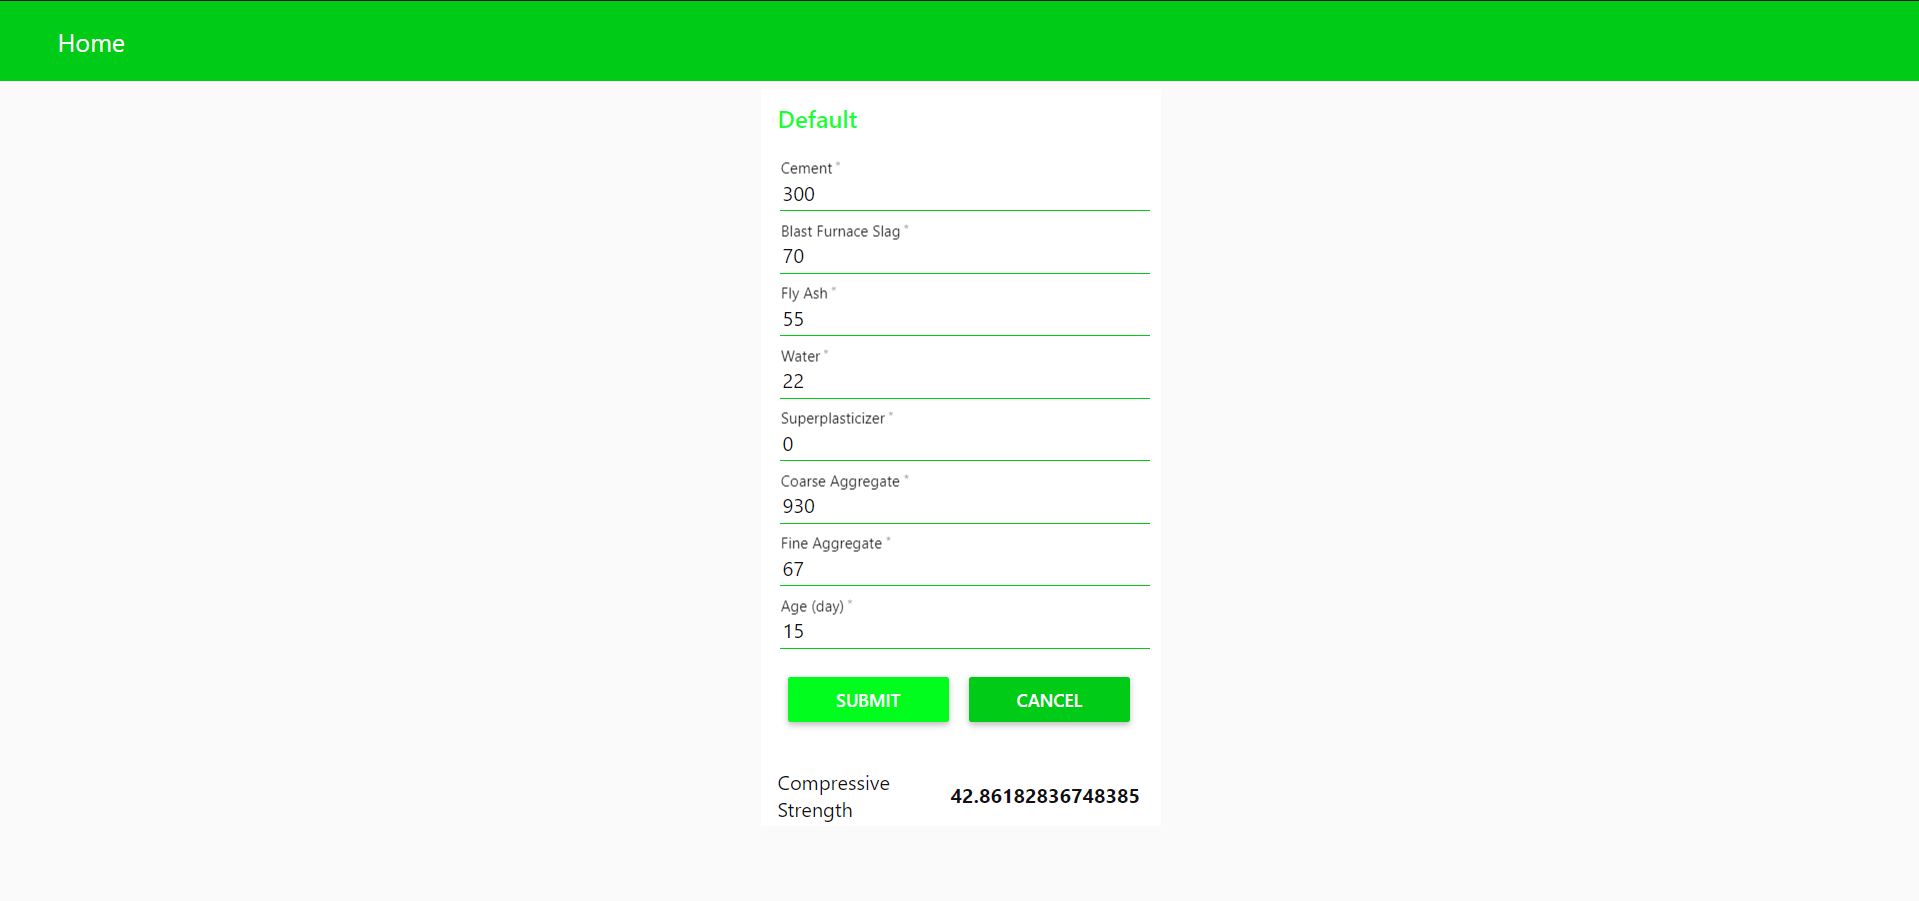 Home
Default
Cement *
300
Blast Furnace Slag *
70
Fly Ash *
55
Water *
22
Superplasticizer *
0
Coarse Aggregate *
930
Fine Aggregate *
67
Age (day) *
15
SUBMIT CANCEL
Compressive
Strength
42.86182836748385